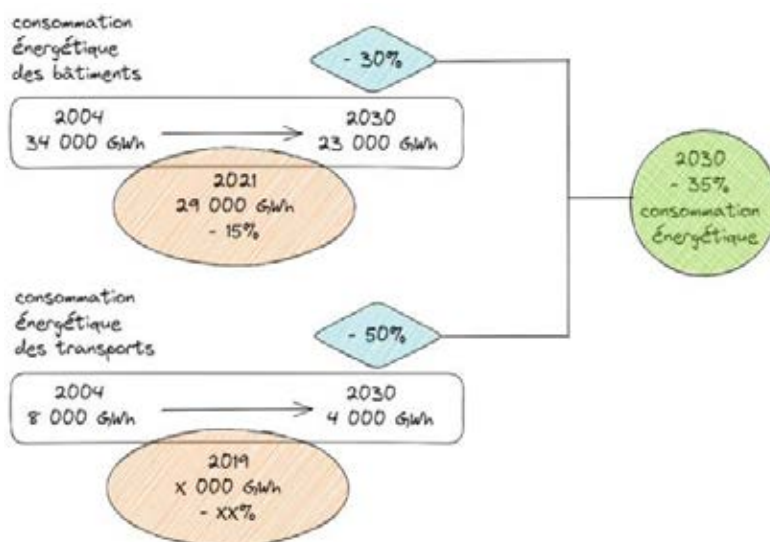 consommation
énergétique
des bâtiments
- 30%
2004
34 000 GWh
2030
23 000 GWh
2021
29 000 GWh
- 15%
2030
- 35%
consommation
énergétique
consommation
énergétique
des transports
- 50%
2004
8 000 GWh
2030
4 000 GWh
2019
x 000 GWh
- xx%